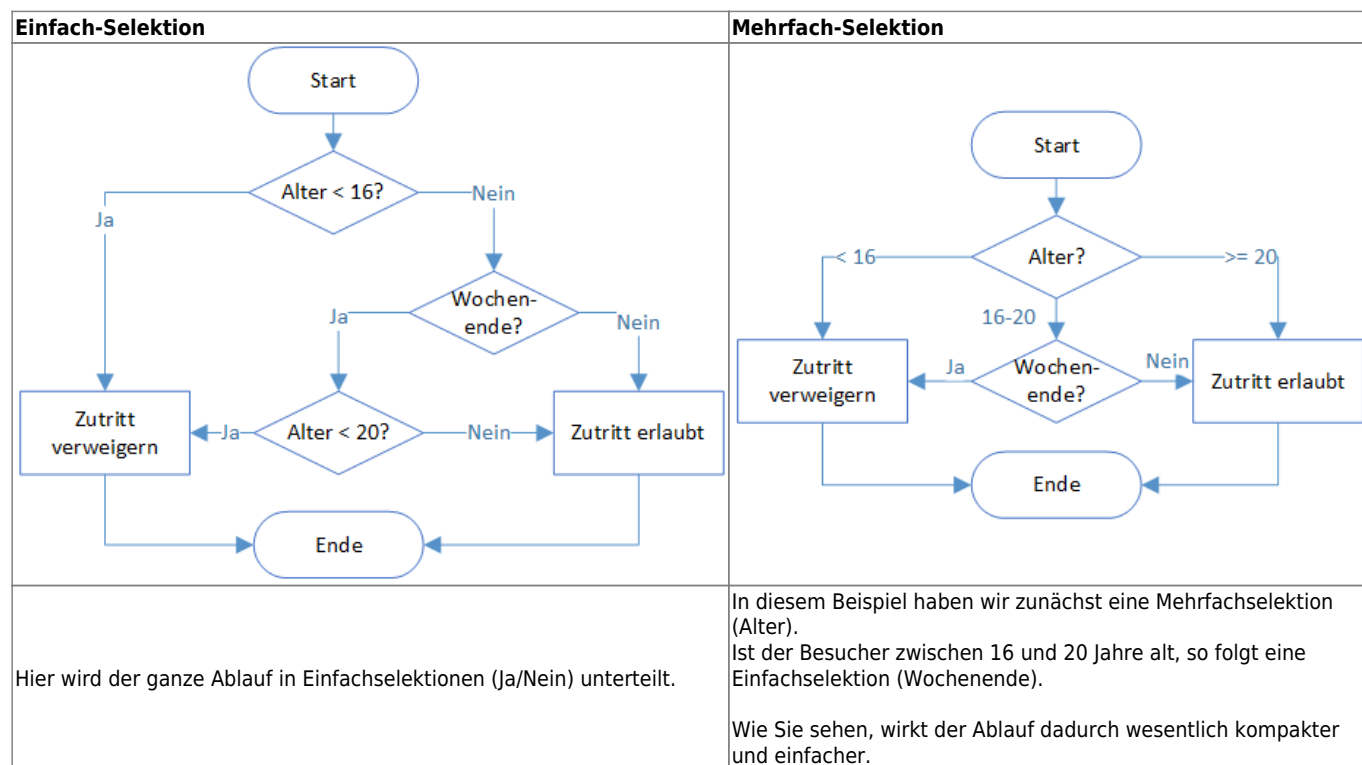 Einfach-Selektion
Start
Alter < 16?
Ja
Nein
Wochen-
ende?
Ja
Nein
Zutritt
verweigern
Ja
Alter < 20?
Nein
Zutritt erlaubt
Ende
Hier wird der ganze Ablauf in Einfachselektionen (Ja/Nein) unterteilt.
Mehrfach-Selektion
Start
Alter?
< 16
>= 20
16-20
Zutritt
verweigern
Ja
Wochen-
ende?
Nein
Zutritt erlaubt
Ende
In diesem Beispiel haben wir zunächst eine Mehrfachselektion
(Alter).
Ist der Besucher zwischen 16 und 20 Jahre alt, so folgt eine
Einfachselektion (Wochenende).
Wie Sie sehen, wirkt der Ablauf dadurch wesentlich kompakter
und einfacher.